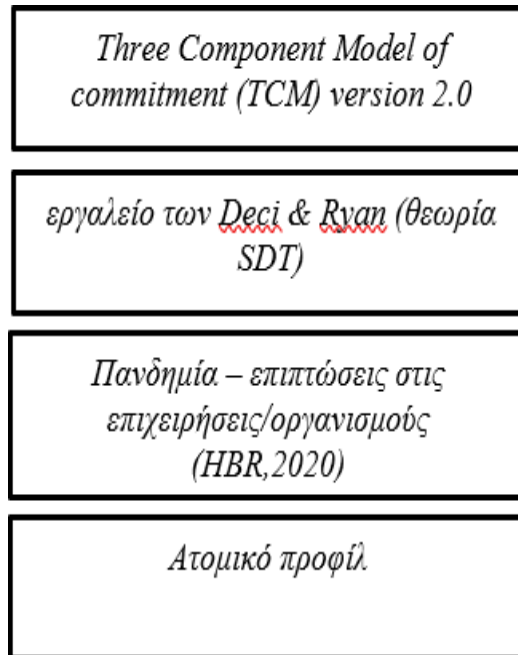 Three Component Model of
commitment (TCM) version 2.0
εργαλείο των Deci & Ryan (θεωρία
SDT)
Πανδημία – επιπτώσεις στις
επιχειρήσεις/οργανισμούς
(HBR,2020)
Ατομικό προφίλ